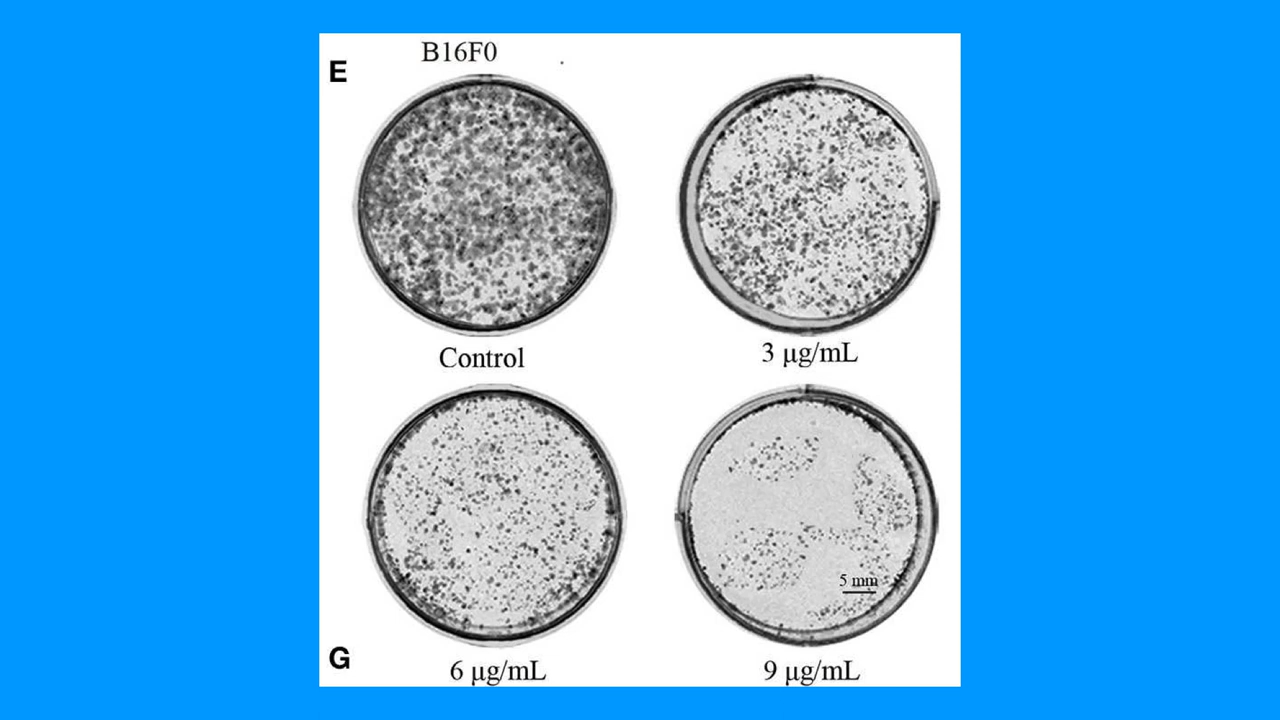 B16F0
E
Control
3 μg/mL
5 mm
G
6 μg/mL
9 μg/mL